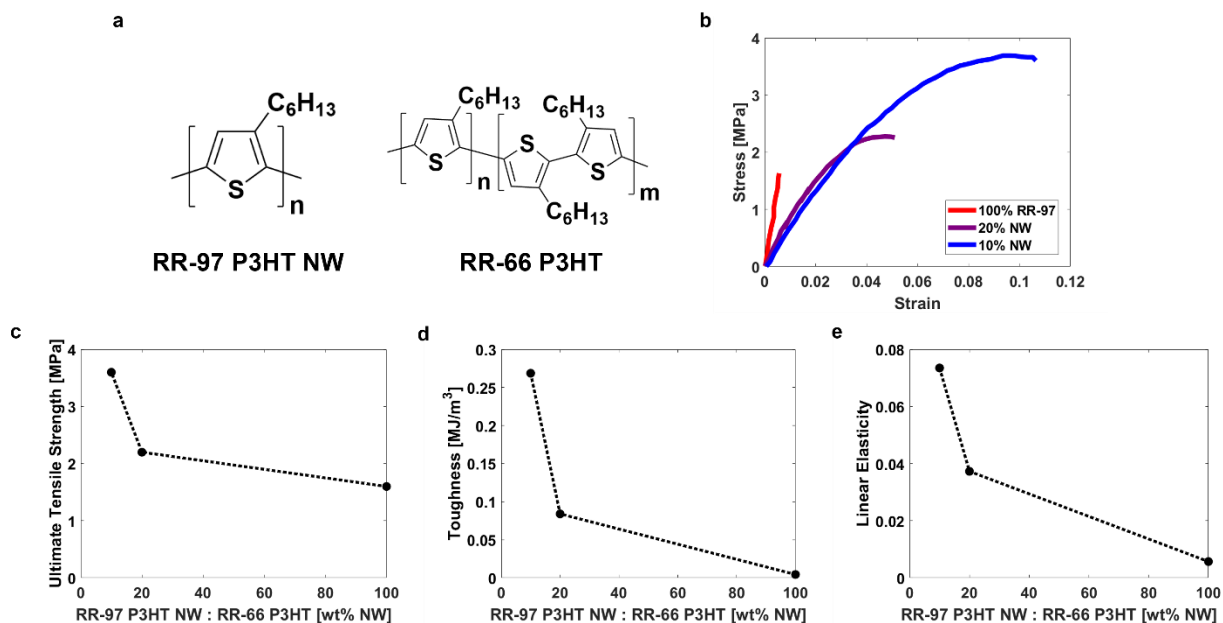 a
C6H13
S
n
RR-97 P3HT NW
C6H13
C6H13
S
S
S
n
m
C6H13
RR-66 P3HT
b
Stress [MPa]
4
3
2
1
0
0 0.02 0.04 0.06 0.08 0.1 0.12
Strain
100% RR-97
20% NW
10% NW
c
Ultimate Tensile Strength [MPa]
4
3
2
1
0
0 20 40 60 80 100
RR-97 P3HT NW : RR-66 P3HT [wt% NW]
d
Toughness [MJ/m³]
0.3
0.25
0.2
0.15
0.1
0.05
0
0 20 40 60 80 100
RR-97 P3HT NW : RR-66 P3HT [wt% NW]
e
Linear Elasticity
0.08
0.06
0.04
0.02
0
0 20 40 60 80 100
RR-97 P3HT NW : RR-66 P3HT [wt% NW]